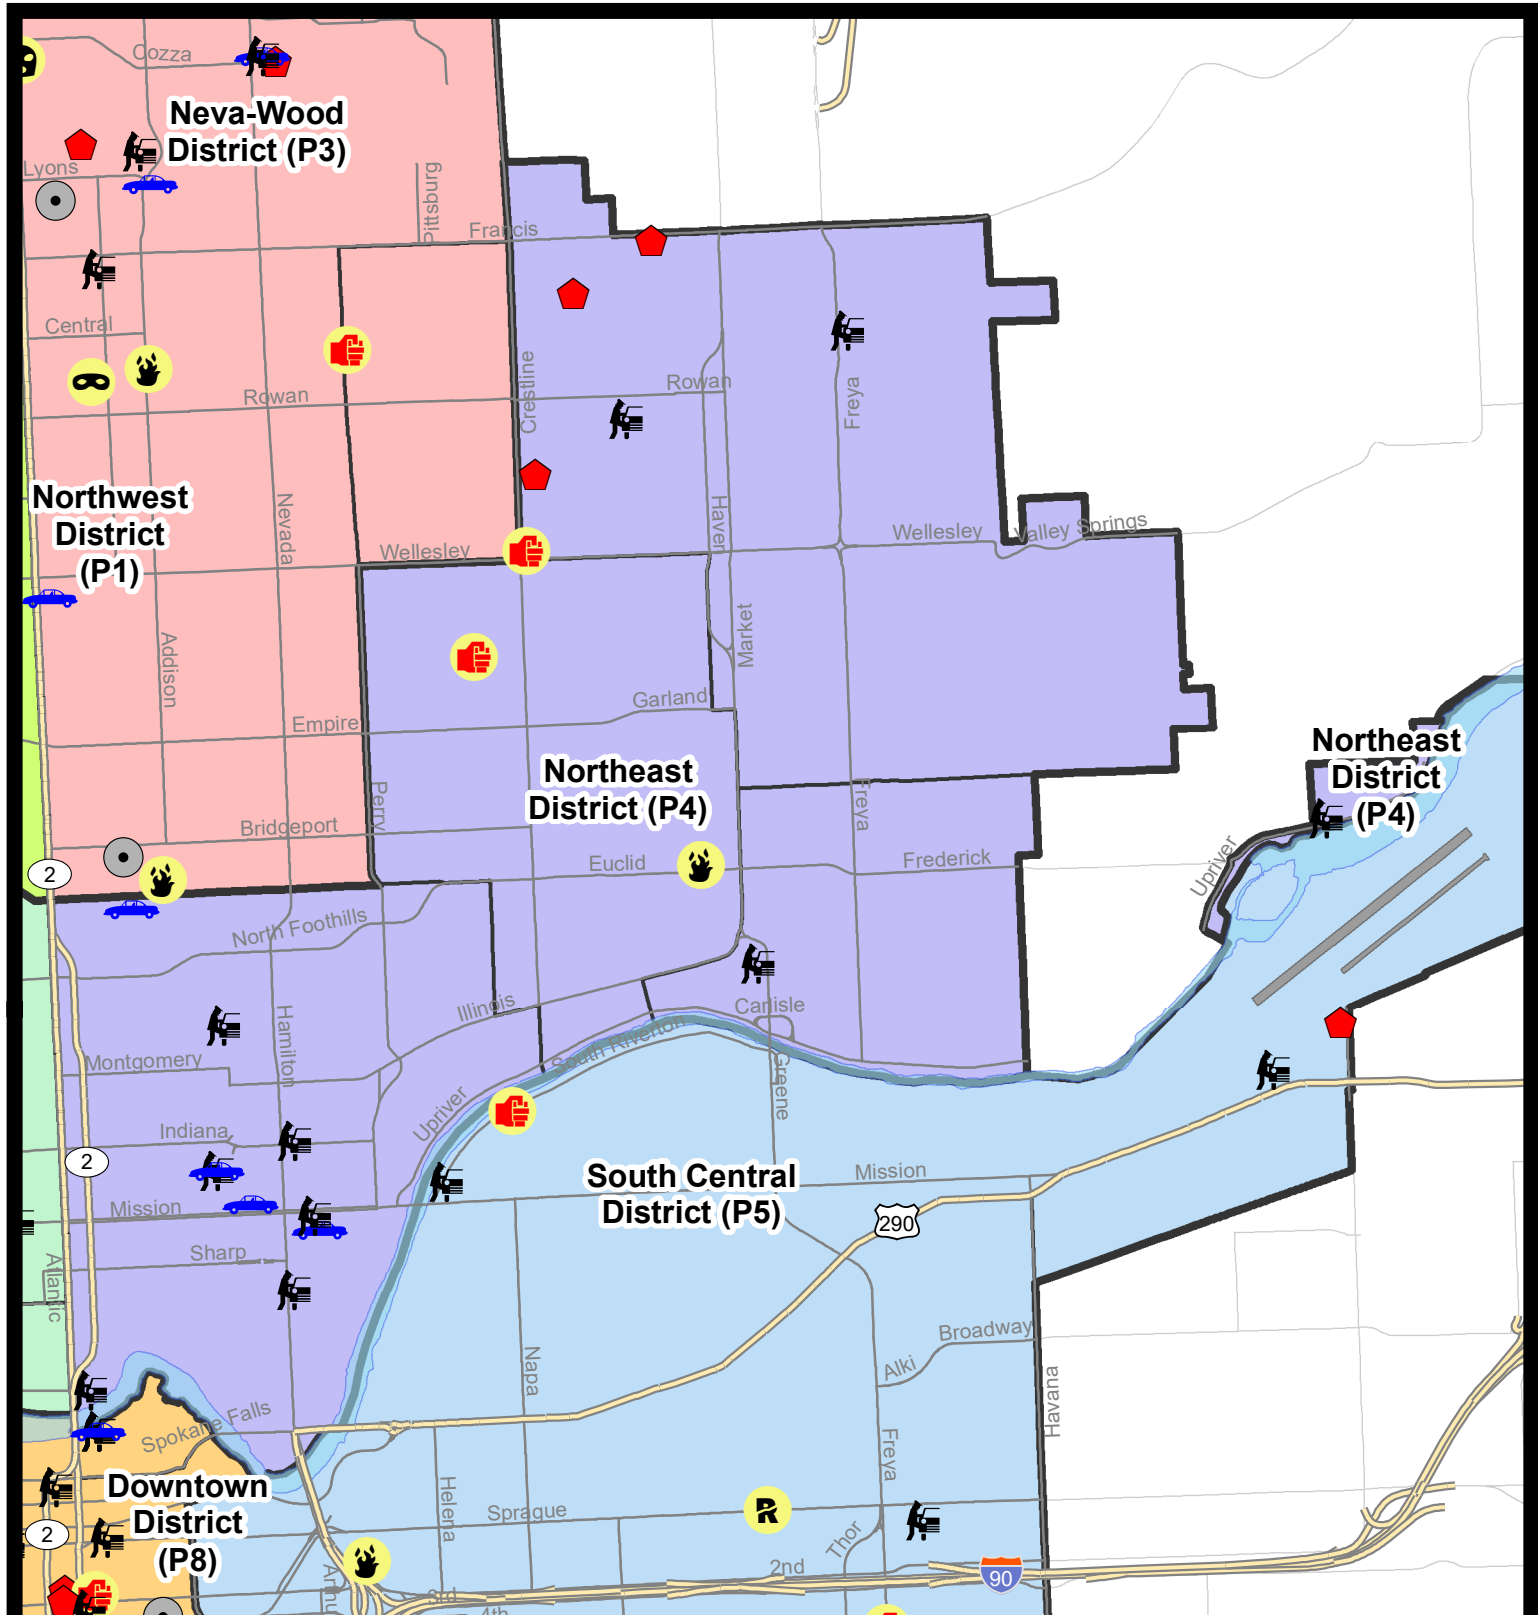 Cozza
Neva-Wood
District (P3)
Lyons
Pittsburg
Francis
Central
Rowan
Rowan
Crestline
Freya
Northwest
District
(P1)
Nevada
Haven
Wellesley
Wellesley
Valley Springs
Addison
Market
Garland
Empire
Northeast
District (P4)
Northeast
District
(P4)
Perry
Freya
Bridgeport
Euclid
Frederick
Upriver
2
North Foothills
Illinois
Carlisle
Hamilton
South Riverton
Montgomery
Greene
Upriver
Indiana
2
South Central
District (P5)
Mission
Mission
290
Sharp
Atlantic
Broadway
Napa
Alki
Havana
Spokane Falls
Freya
Downtown
District
(P8)
Helena
Sprague
R
Thor
2
2nd
90
3rd
4th